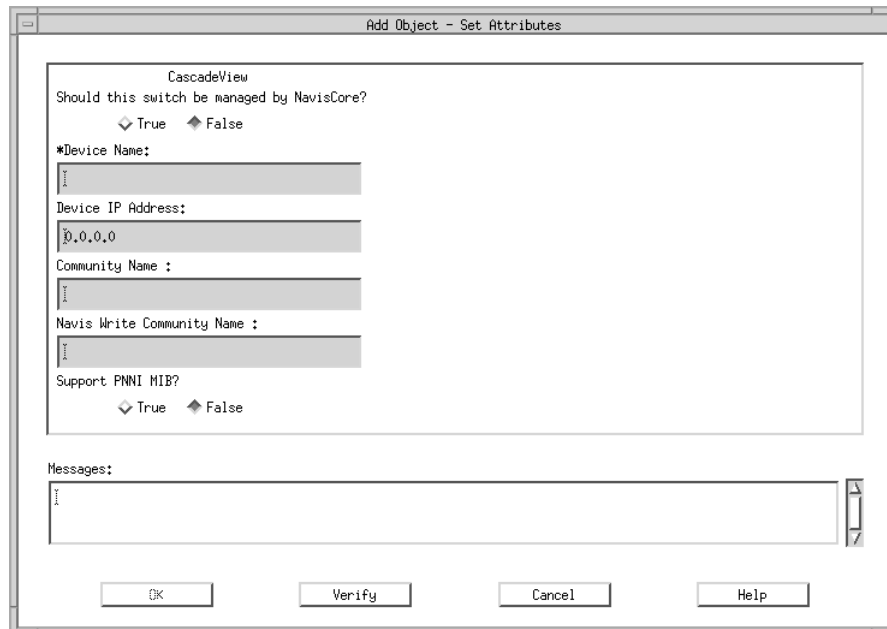 Add Object - Set Attributes
CascadeView
Should this switch be managed by NavisCore?
True False
*Device Name:
Device IP Address:
0.0.0.0
Community Name :
Navis Write Community Name :
Support PNNI MIB?
True False
Messages:
OK Verify Cancel Help